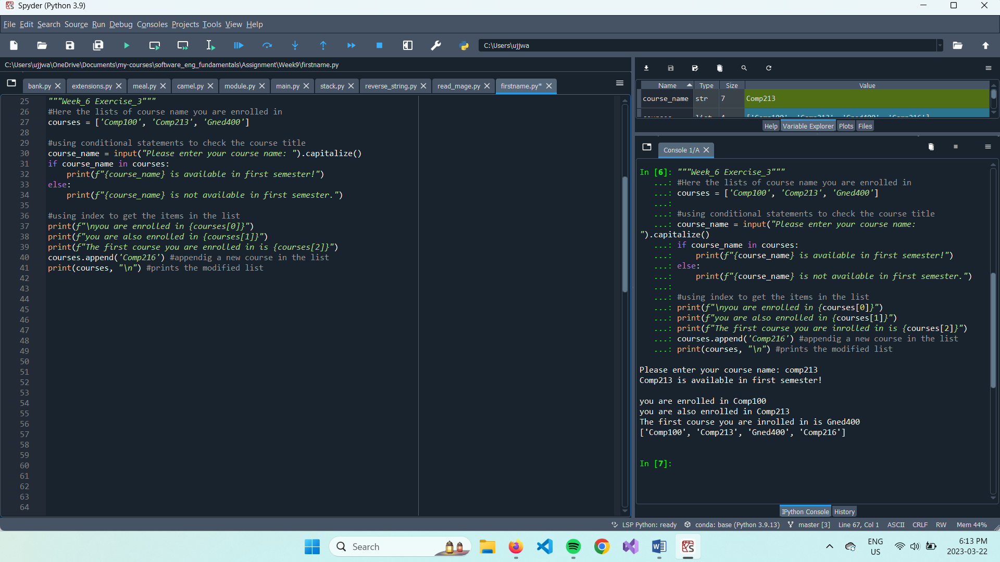 Spyder (Python 3.9)
File Edit Search Source Run Debug Consoles Projects Tools View Help
C:\Users\ujjwa
C:\Users\ujjwa\OneDrive\Documents\my-courses\software_eng_fundamentals\Assignment\Week9\firstname.py
bank.py extensions.py meal.py camel.py module.py main.py stack.py reverse_string.py read_mage.py firstname.py*
25 """Week_6 Exercise_3"""
26 #Here the lists of course name you are enrolled in
27 courses = ['Comp100', 'Comp213', 'Gned400']
28
29 #using conditional statements to check the course title
30 course_name = input("Please enter your course name: ").capitalize()
31 if course_name in courses:
32     print(f"{course_name} is available in first semester!")
33 else:
34     print(f"{course_name} is not available in first semester.")
35
36 #using index to get the items in the list
37 print(f"\nyou are enrolled in {courses[0]}")
38 print(f"you are also enrolled in {courses[1]}")
39 print(f"The first course you are enrolled in is {courses[2]}")
40 courses.append('Comp216') #appendig a new course in the list
41 print(courses, "\n") #prints the modified list
42
43
44
45
46
47
48
49
50
51
52
53
54
55
56
57
58
59
60
61
62
63
64
Name Type Size Value
course_name str 7 Comp213
courses list 4 ['Comp100', 'Comp213', 'Gned400', 'Comp216']
Help Variable Explorer Plots Files
Console 1/A
In [6]: """Week_6 Exercise_3"""
...: #Here the lists of course name you are enrolled in
...: courses = ['Comp100', 'Comp213', 'Gned400']
...:
...: #using conditional statements to check the course title
...: course_name = input("Please enter your course name:
").capitalize()
...: if course_name in courses:
...:     print(f"{course_name} is available in first semester!")
...: else:
...:     print(f"{course_name} is not available in first semester.")
...:
...: #using index to get the items in the list
...: print(f"\nyou are enrolled in {courses[0]}")
...: print(f"you are also enrolled in {courses[1]}")
...: print(f"The first course you are inrolled in is {courses[2]}")
...: courses.append('Comp216') #appendig a new course in the list
...: print(courses, "\n") #prints the modified list
Please enter your course name: comp213
Comp213 is available in first semester!
you are enrolled in Comp100
you are also enrolled in Comp213
The first course you are inrolled in is Gned400
['Comp100', 'Comp213', 'Gned400', 'Comp216']
In [7]:
IPython Console History
LSP Python: ready conda: base (Python 3.9.13) master [3] Line 67, Col 1 ASCII CRLF RW Mem 44%
Search
ENG
US
6:13 PM
2023-03-22